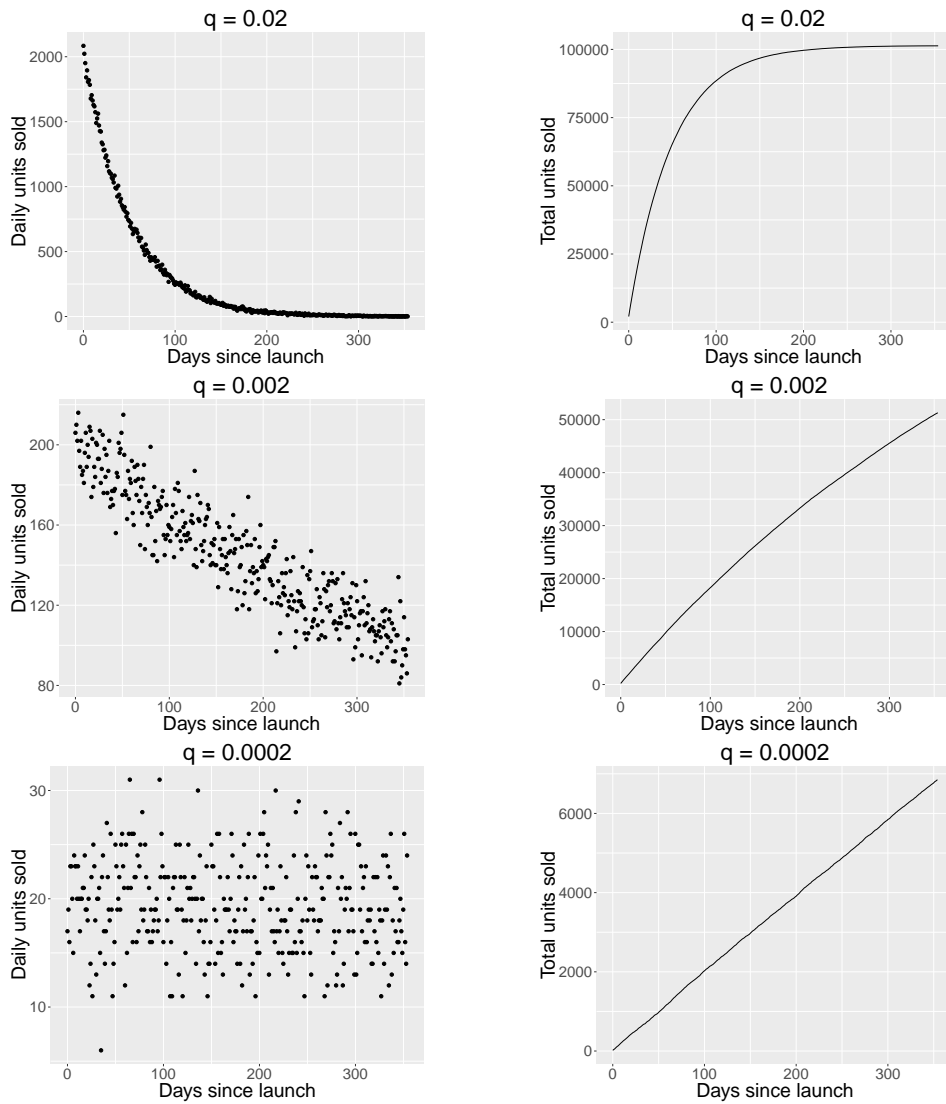 q = 0.02
Daily units sold
2000
1500
1000
500
0
0 100 200 300
Days since launch
q = 0.02
Total units sold
100000
75000
50000
25000
0
0 100 200 300
Days since launch
q = 0.002
Daily units sold
200
160
120
80
0 100 200 300
Days since launch
q = 0.002
Total units sold
50000
40000
30000
20000
10000
0
0 100 200 300
Days since launch
q = 0.0002
Daily units sold
30
20
10
0 100 200 300
Days since launch
q = 0.0002
Total units sold
6000
4000
2000
0
0 100 200 300
Days since launch